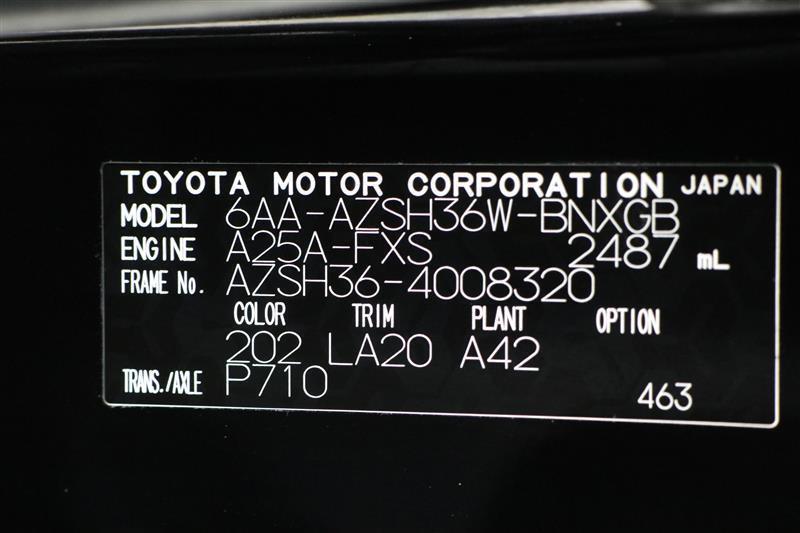 TOYOTA MOTOR CORPORATION JAPAN
MODEL 6AA-AZSH36W-BNXGB
ENGINE A25A-FXS 2487 mL
FRAME No. AZSH36-4008320
COLOR TRIM PLANT OPTION
202 LA20 A42
TRANS./AXLE P710 463